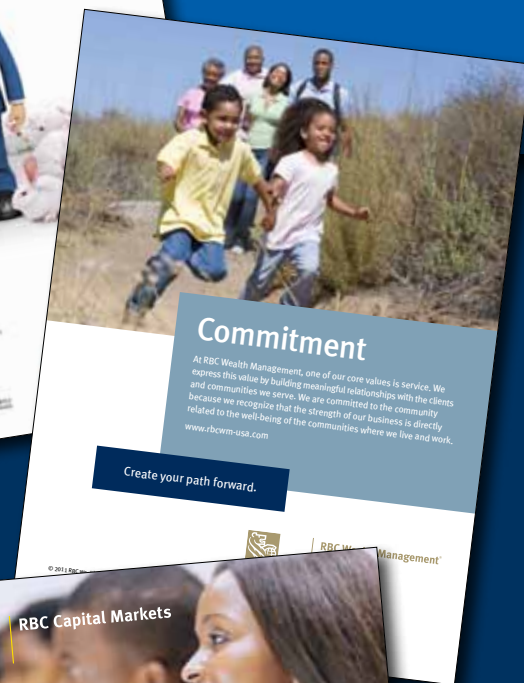 Commitment
At RBC Wealth Management, one of our core values is service. We
express this value by building meaningful relationships with the clients
and communities we serve. We are committed to the community
because we recognize that the strength of our business is directly
related to the well-being of the communities where we live and work.
www.rbcwm-usa.com
Create your path forward.
RBC Management®
© 2011 RBC
RBC Capital Markets